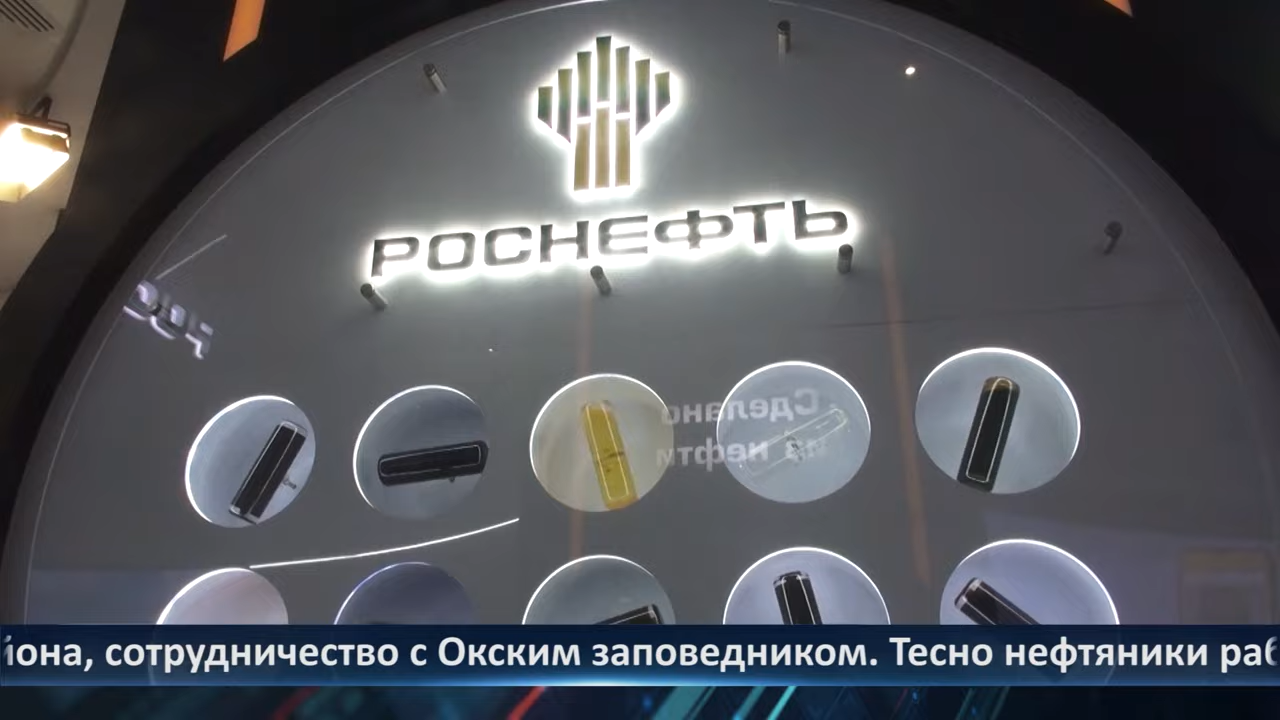 РОСНЕФТЬ
Сделано
из нефти
йона, сотрудничество с Окским заповедником. Тесно нефтяники раб